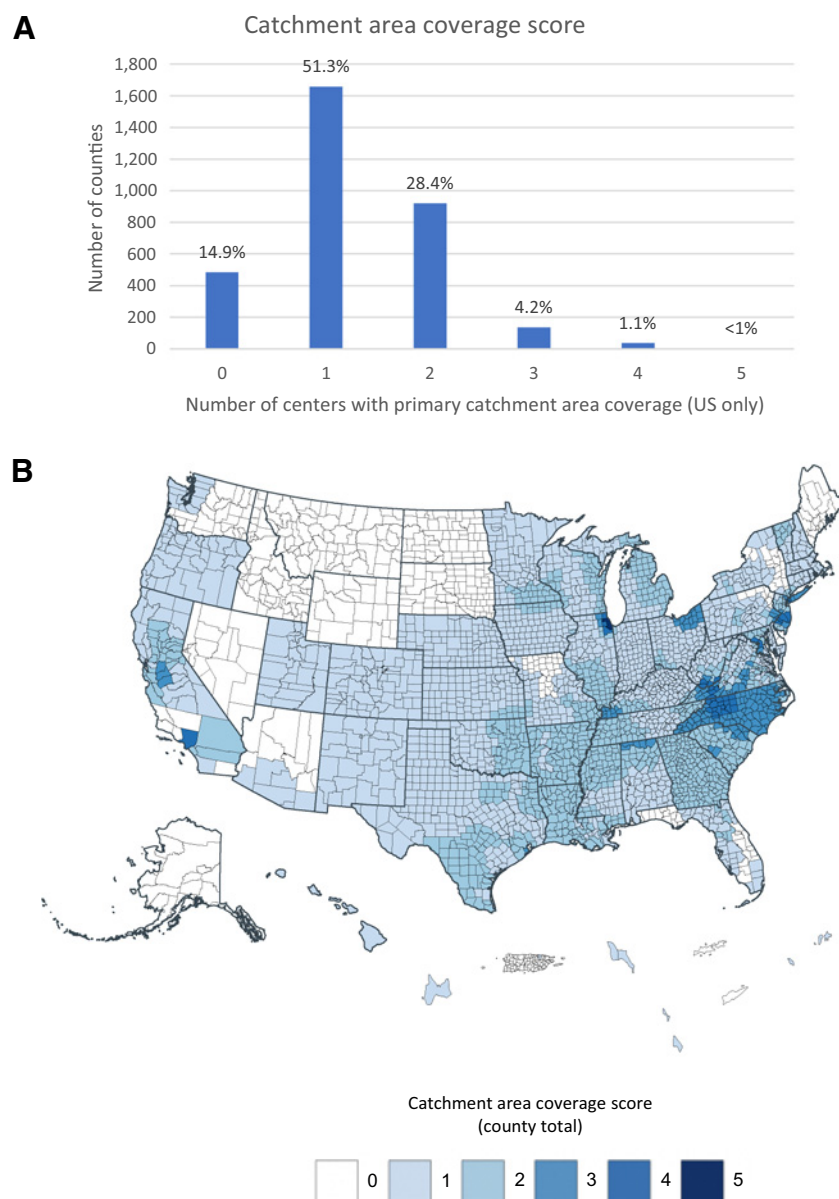 A
Catchment area coverage score
1,800
1,600
1,400
1,200
1,000
800
600
400
200
0
Number of counties
14.9%
51.3%
28.4%
4.2%
1.1%
<1%
0 1 2 3 4 5
Number of centers with primary catchment area coverage (US only)
B
Catchment area coverage score
(county total)
0 1 2 3 4 5